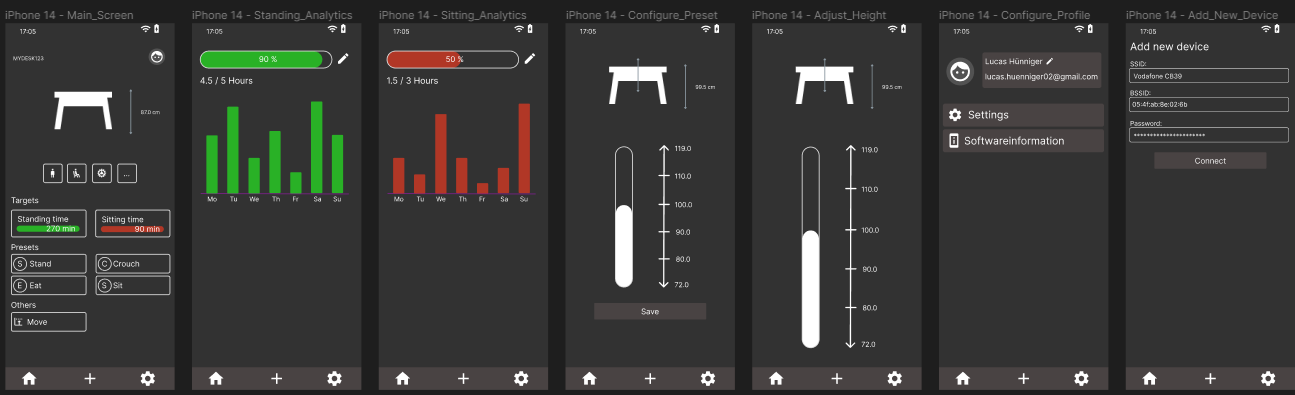 iPhone 14 - Main_Screen
17:05
MYDESK123
87.0 cm
...
Targets
Standing time
270 min
Sitting time
90 min
Presets
S Stand
C Crouch
E Eat
S Sit
Others
Move
iPhone 14 - Standing_Analytics
17:05
90 %
4.5 / 5 Hours
Mo Tu We Th Fr Sa Su
iPhone 14 - Sitting_Analytics
17:05
50 %
1.5 / 3 Hours
Mo Tu We Th Fr Sa Su
iPhone 14 - Configure_Preset
17:05
99.5 cm
119.0
110.0
100.0
90.0
80.0
72.0
Save
iPhone 14 - Adjust_Height
17:05
99.5 cm
119.0
110.0
100.0
90.0
80.0
72.0
iPhone 14 - Configure_Profile
17:05
Lucas Hünniger
lucas.huenniger02@gmail.com
Settings
Softwareinformation
iPhone 14 - Add_New_Device
17:05
Add new device
SSID:
Vodafone CB39
BSSID:
05:4f:ab:8e:02:6b
Password:
**********************
Connect